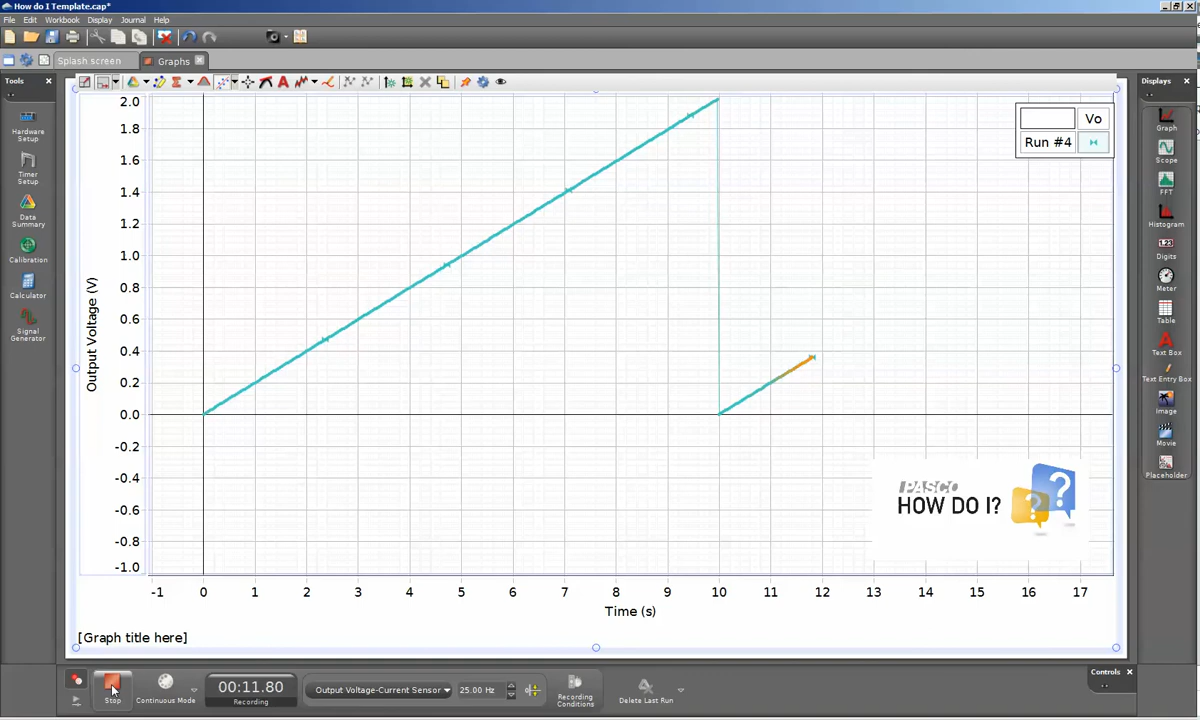 How do I Template.cap*
File Edit Workbook Display Journal Help
Splash screen Graphs
Tools
Hardware Setup
Timer Setup
Data Summary
Calibration
Calculator
Signal Generator
Displays
Graph
Scope
FFT
Histogram
Digits
Meter
Table
Text Box
Text Entry Box
Image
Movie
Placeholder
Vo
Run #4
Output Voltage (V)
2.0
1.8
1.6
1.4
1.2
1.0
0.8
0.6
0.4
0.2
0.0
-0.2
-0.4
-0.6
-0.8
-1.0
-1 0 1 2 3 4 5 6 7 8 9 10 11 12 13 14 15 16 17
Time (s)
PASCO
HOW DO I?
[Graph title here]
Stop
Continuous Mode
00:11.80
Recording
Output Voltage-Current Sensor
25.00 Hz
Recording Conditions
Delete Last Run
Controls